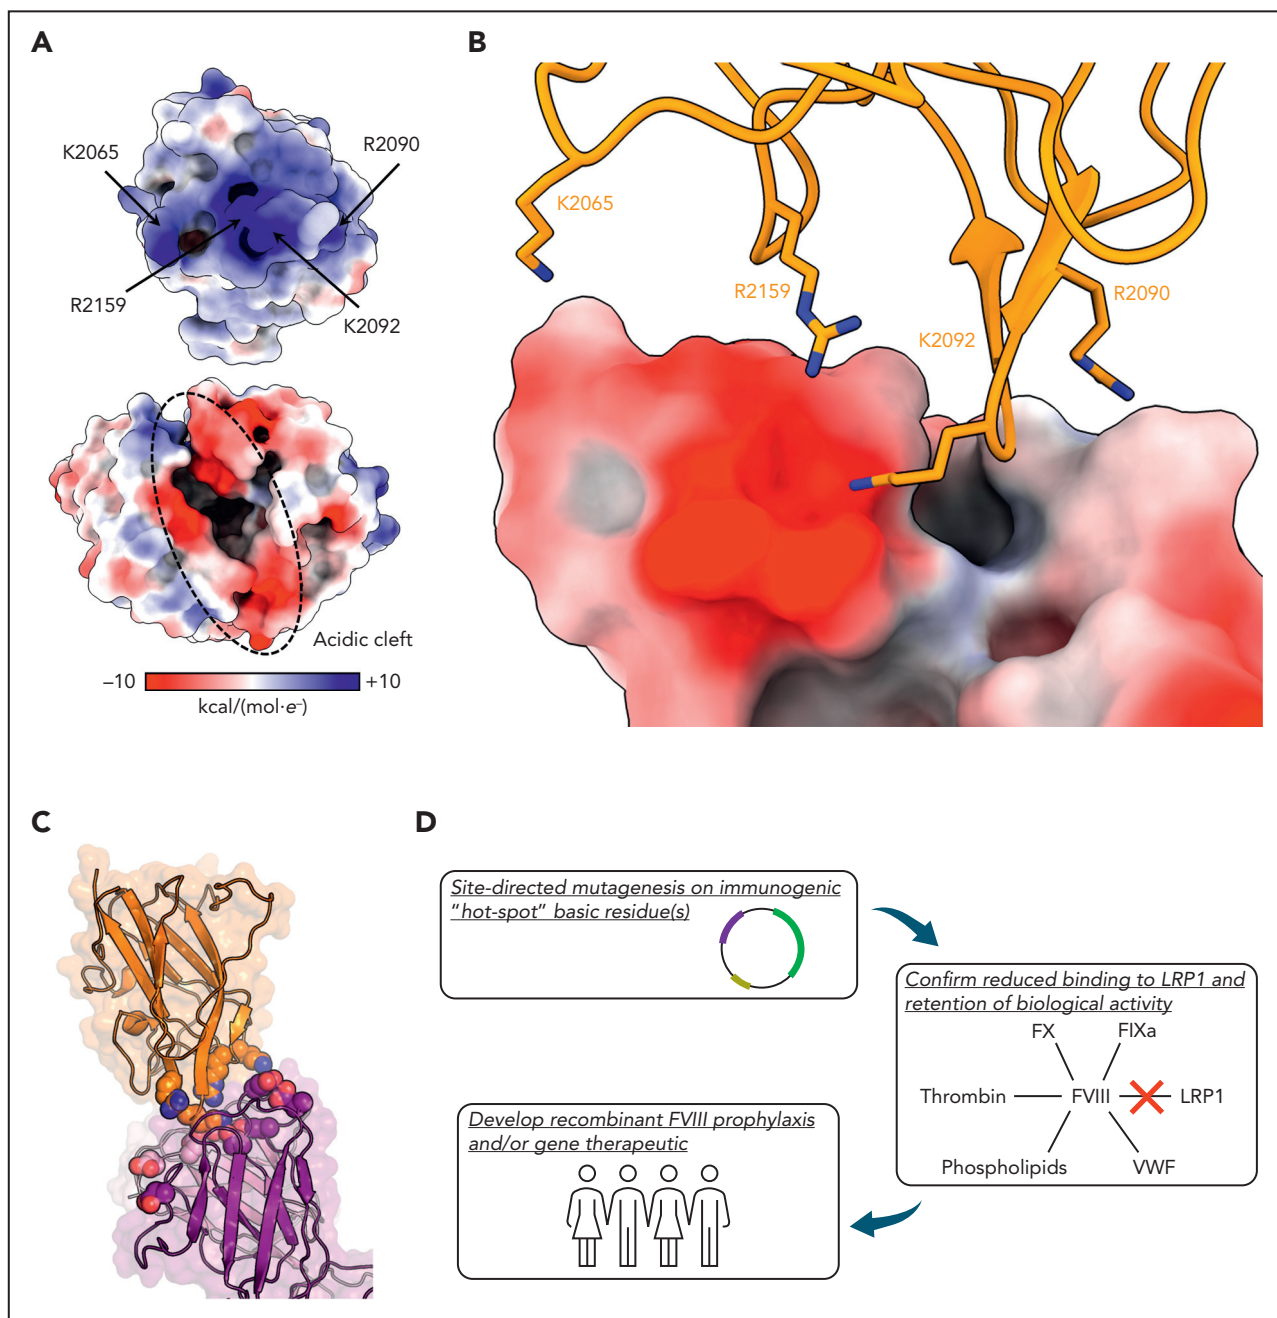 A
K2065
R2090
R2159
K2092
Acidic cleft
–10
+10
kcal/(mol·e–)
B
K2065
R2159
K2092
R2090
C
D
Site-directed mutagenesis on immunogenic
"hot-spot" basic residue(s)
Confirm reduced binding to LRP1 and
retention of biological activity
FX
FIXa
Thrombin
FVIII
LRP1
Phospholipids
VWF
Develop recombinant FVIII prophylaxis
and/or gene therapeutic